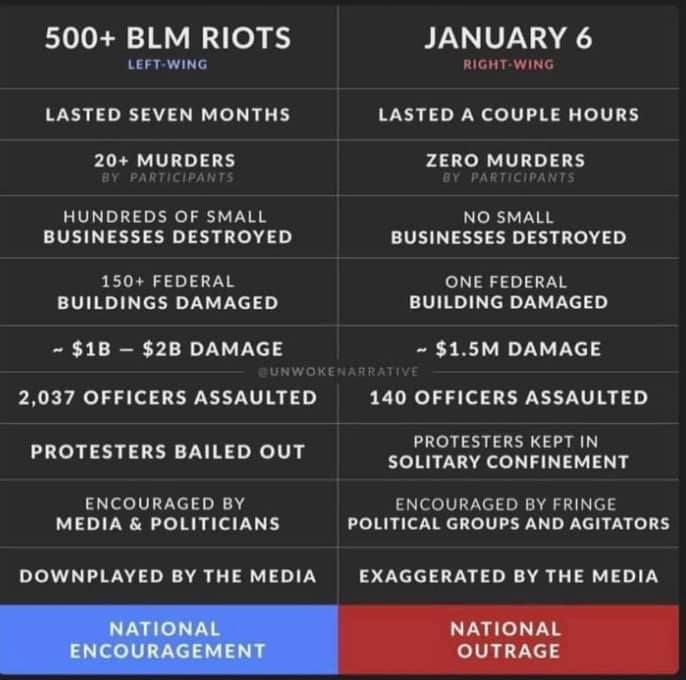 500+ BLM RIOTS
LEFT-WING
JANUARY 6
RIGHT-WING
LASTED SEVEN MONTHS
LASTED A COUPLE HOURS
20+ MURDERS
BY PARTICIPANTS
ZERO MURDERS
BY PARTICIPANTS
HUNDREDS OF SMALL
BUSINESSES DESTROYED
NO SMALL
BUSINESSES DESTROYED
150+ FEDERAL
BUILDINGS DAMAGED
ONE FEDERAL
BUILDING DAMAGED
~ $1B — $2B DAMAGE
~ $1.5M DAMAGE
@UNWOKENARRATIVE
2,037 OFFICERS ASSAULTED
140 OFFICERS ASSAULTED
PROTESTERS BAILED OUT
PROTESTERS KEPT IN
SOLITARY CONFINEMENT
ENCOURAGED BY
MEDIA & POLITICIANS
ENCOURAGED BY FRINGE
POLITICAL GROUPS AND AGITATORS
DOWNPLAYED BY THE MEDIA
EXAGGERATED BY THE MEDIA
NATIONAL
ENCOURAGEMENT
NATIONAL
OUTRAGE